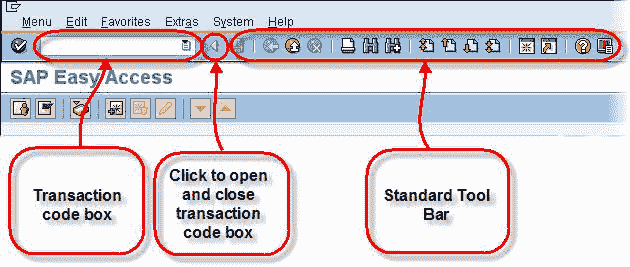 Menu Edit Favorites Extras System Help
SAP Easy Access
Transaction
code box
Click to open
and close
transaction
code box
Standard Tool
Bar